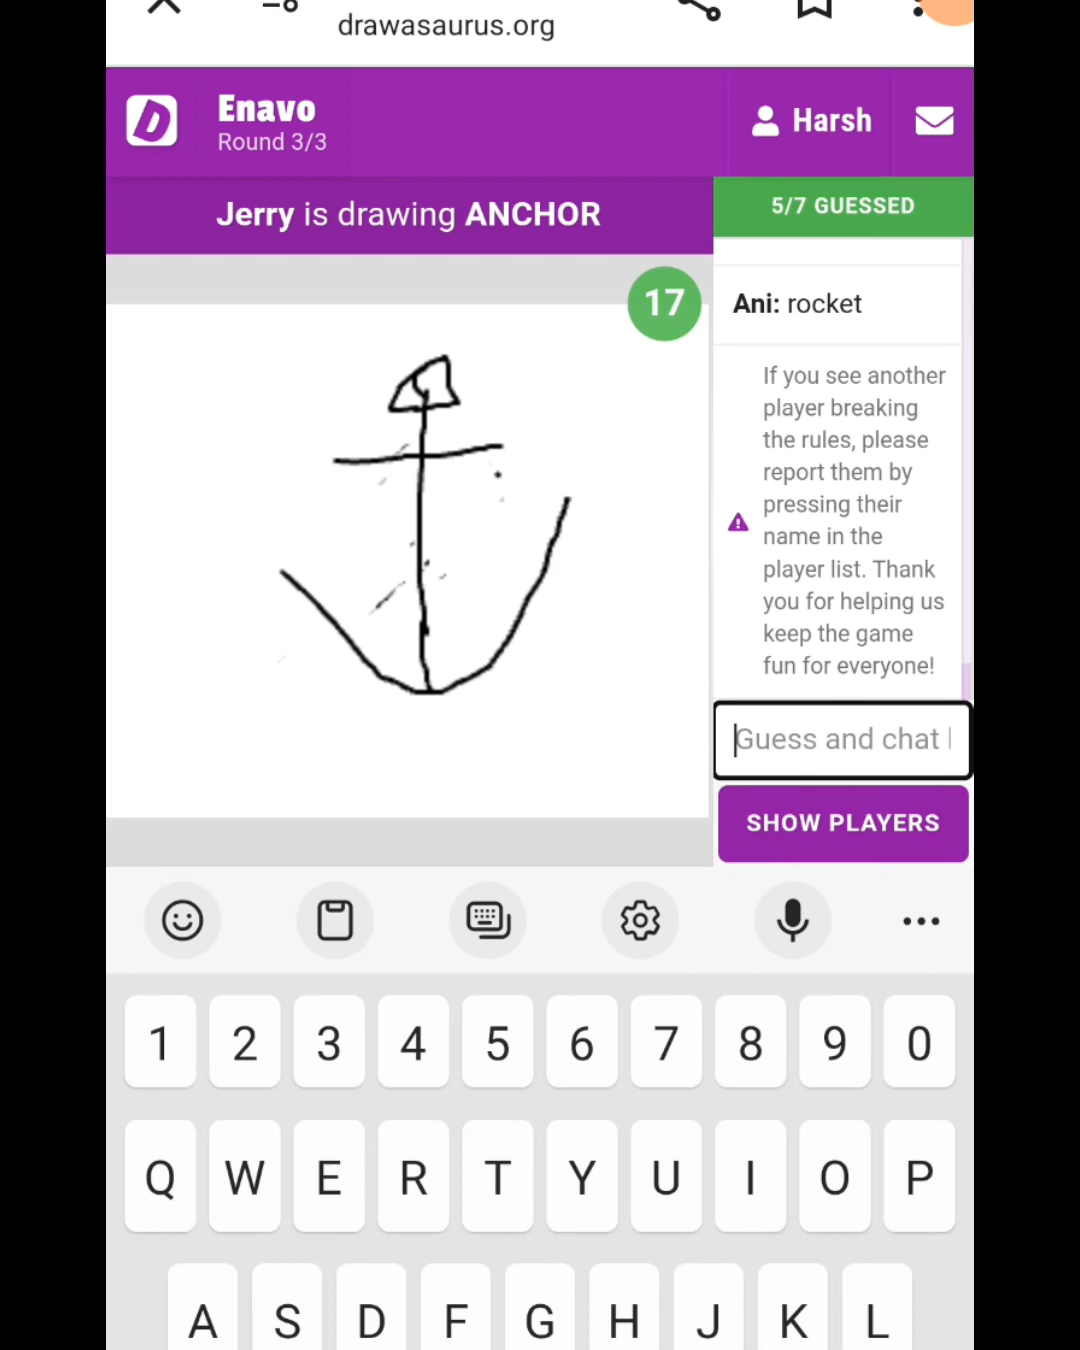 drawasaurus.org
D
Enavo
Round 3/3
Harsh
Jerry is drawing ANCHOR
5/7 GUESSED
17
Ani: rocket
If you see another
player breaking
the rules, please
report them by
pressing their
name in the
player list. Thank
you for helping us
keep the game
fun for everyone!
Guess and chat
SHOW PLAYERS
1 2 3 4 5 6 7 8 9 0
Q W E R T Y U I O P
A S D F G H J K L